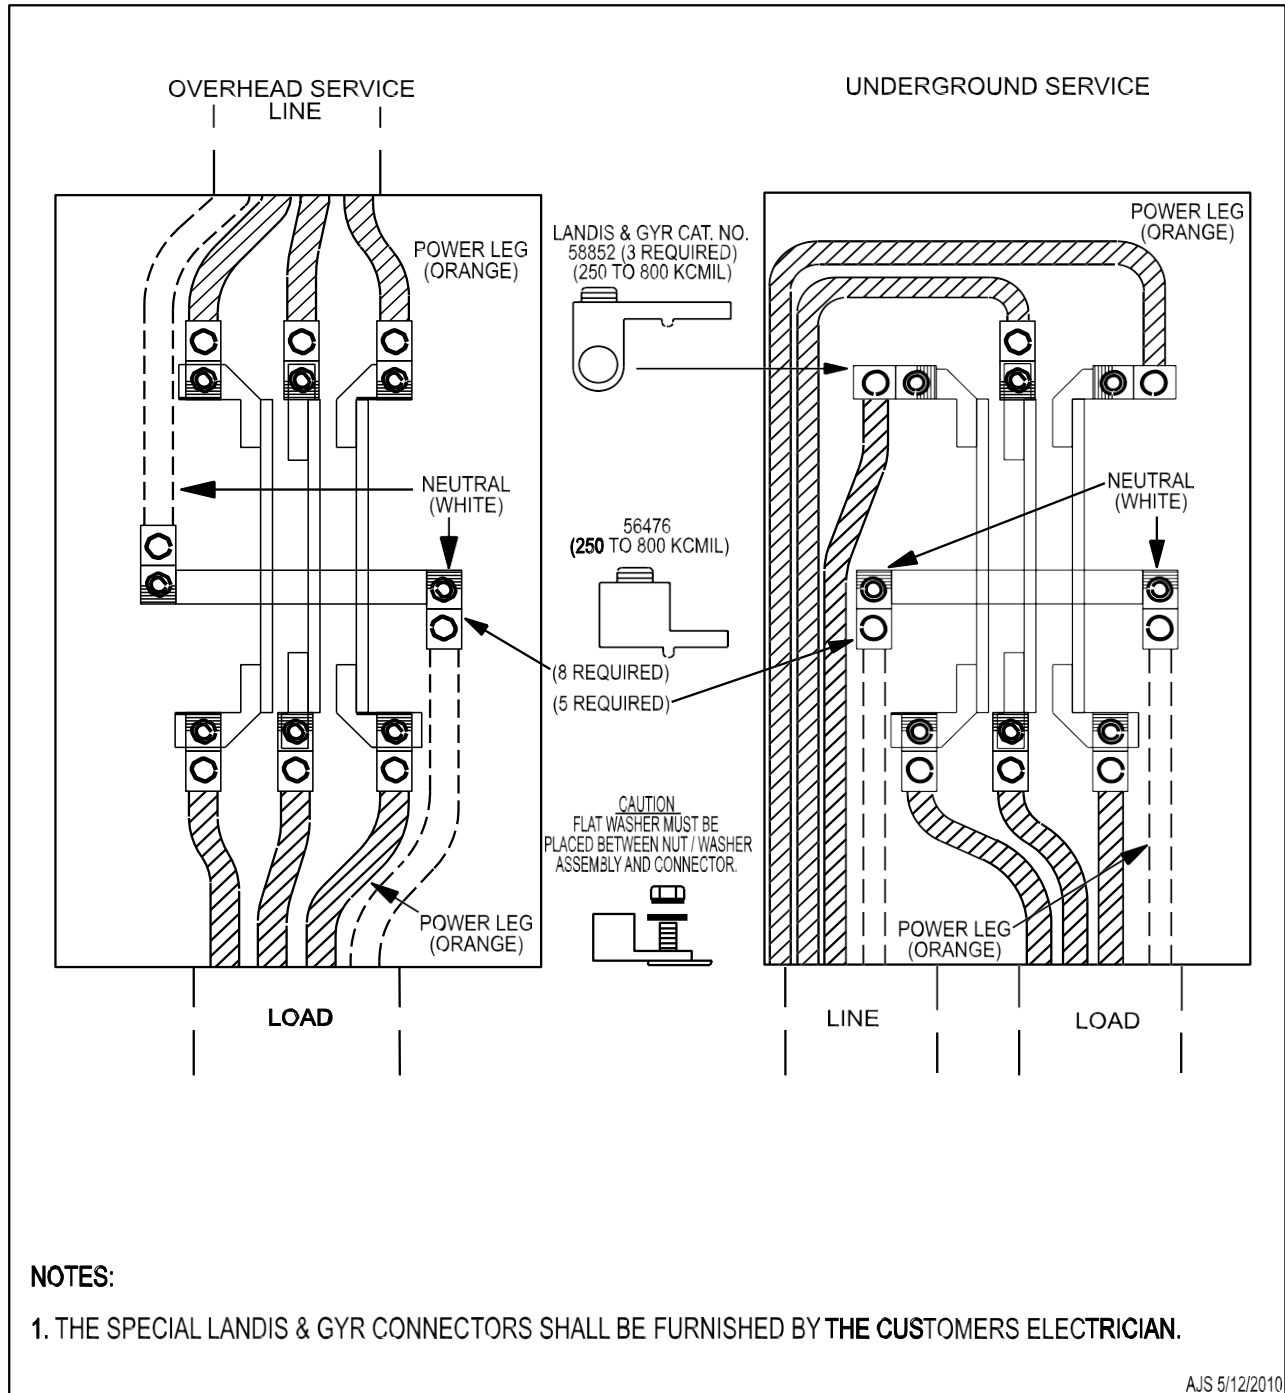 OVERHEAD SERVICE
LINE
UNDERGROUND SERVICE
POWER LEG
(ORANGE)
LANDIS & GYR CAT. NO.
58852 (3 REQUIRED)
(250 TO 800 KCMIL)
POWER LEG
(ORANGE)
NEUTRAL
(WHITE)
56476
(250 TO 800 KCMIL)
NEUTRAL
(WHITE)
(8 REQUIRED)
(5 REQUIRED)
CAUTION
FLAT WASHER MUST BE
PLACED BETWEEN NUT / WASHER
ASSEMBLY AND CONNECTOR.
POWER LEG
(ORANGE)
POWER LEG
(ORANGE)
LOAD
LINE
LOAD
NOTES:
1. THE SPECIAL LANDIS & GYR CONNECTORS SHALL BE FURNISHED BY THE CUSTOMERS ELECTRICIAN.
AJS 5/12/2010